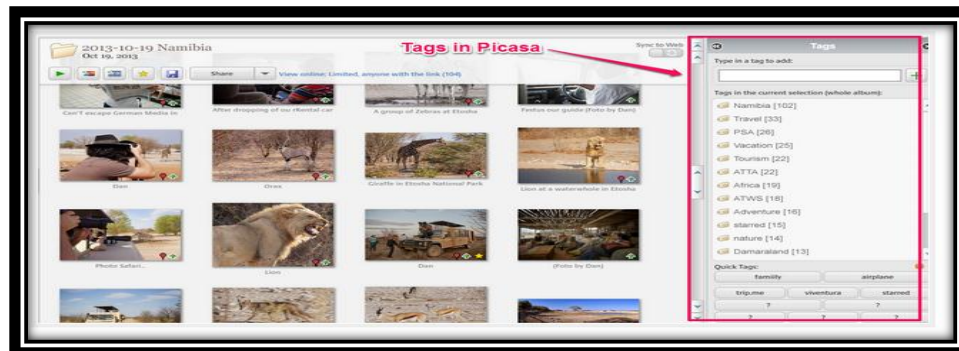 2013-10-19 Namibia
Oct 19, 2013
Tags in Picasa
Sync to Web
Share
View online: Limited, anyone with the link (104)
Can't escape German Media in
After dropping of ou rRental car
A group of Zebras at Etosha
Festus our guide (Foto by Dan)
Dan
Orax
Giraffe in Etosha National Park
Lion at a waterwhole in Etosha
Photo Safari...
Lion
Dan
(Foto by Dan)
Tags
Type in a tag to add:
Tags in the current selection (whole album):
Namibia [102]
Travel [33]
PSA [26]
Vacation [25]
Tourism [22]
ATTA [22]
Africa [19]
ATWS [18]
Adventure [16]
starred [15]
nature [14]
Damaraland [13]
Quick Tags:
airplane
trip.me
viventura
starred
?
?
?
?
?